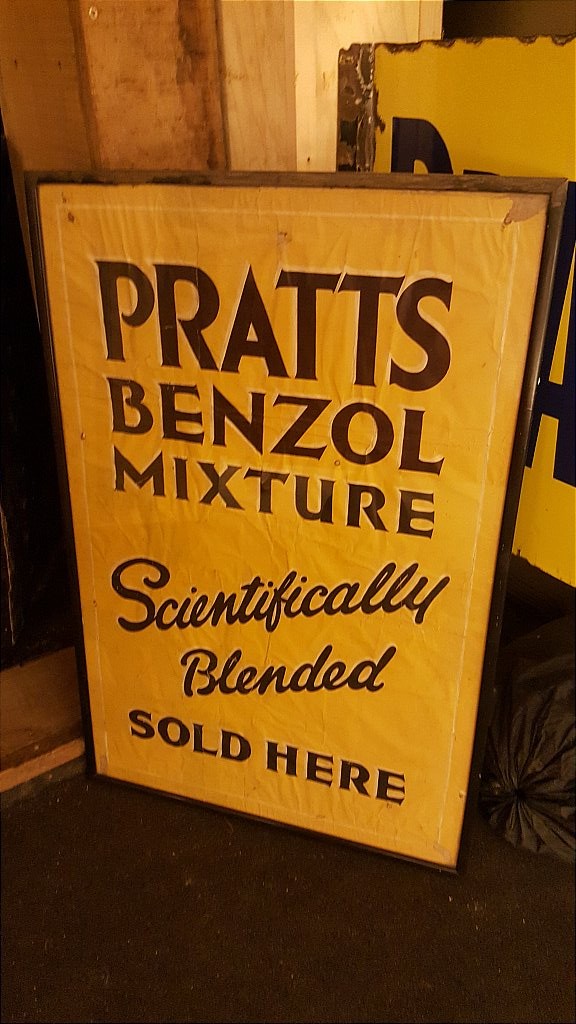 PRATTS
BENZOL
MIXTURE
Scientifically
Blended
SOLD HERE